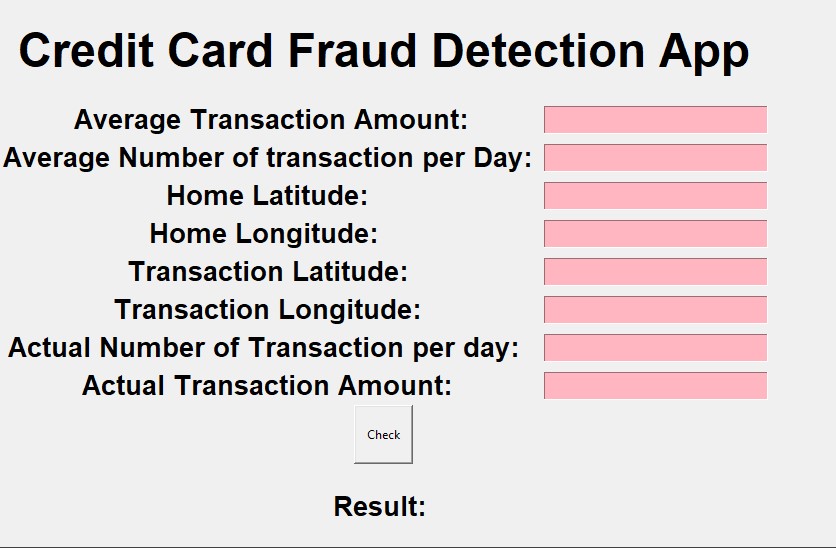 Credit Card Fraud Detection App
Average Transaction Amount:
Average Number of transaction per Day:
Home Latitude:
Home Longitude:
Transaction Latitude:
Transaction Longitude:
Actual Number of Transaction per day:
Actual Transaction Amount:
Check
Result: